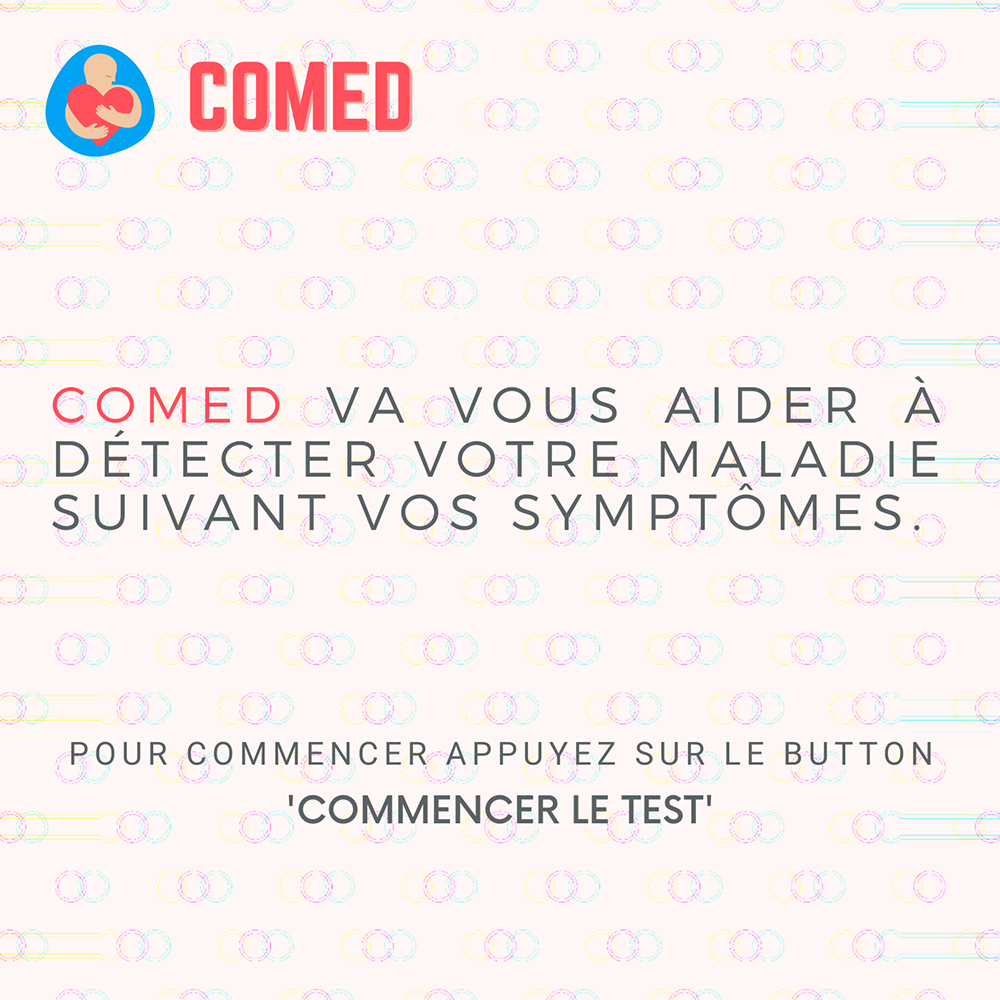 COMED
COMED VA VOUS AIDER À
DÉTECTER VOTRE MALADIE
SUIVANT VOS SYMPTÔMES.
POUR COMMENCER APPUYEZ SUR LE BUTTON
'COMMENCER LE TEST'